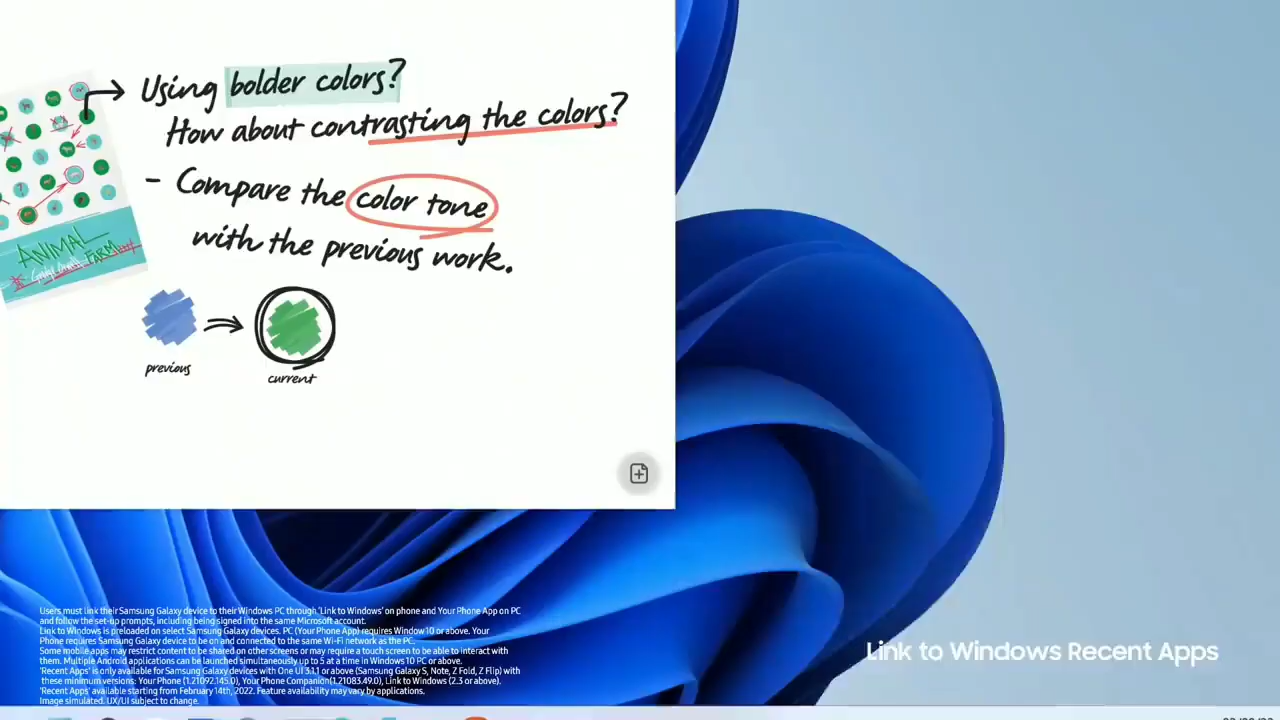 Using bolder colors?
How about contrasting the colors?
- Compare the color tone
with the previous work.
ANIMAL
FARM
previous
current
Users must link their Samsung Galaxy device to their Windows PC through 'Link to Windows' on phone and Your Phone App on PC
and follow the set-up prompts, including being signed into the same Microsoft account.
Link to Windows is preloaded on select Samsung Galaxy devices. PC (Your Phone App) requires Window 10 or above. Your
Phone requires Samsung Galaxy device to be on and connected to the same Wi-Fi network as the PC.
Some mobile apps may restrict content to be shared on other screens or may require a touch screen to be able to interact with
them. Multiple Android applications can be launched simultaneously up to 5 at a time in Windows 10 PC or above.
'Recent Apps' is only available for Samsung Galaxy devices with One UI 3.1.1 or above (Samsung Galaxy S, Note, Z Fold, Z Flip) with
these minimum versions: Your Phone (1.21092.145.0), Your Phone Companion (1.21083.49.0), Link to Windows (2.3 or above).
'Recent Apps' available starting from February 14th, 2022. Feature availability may vary by applications.
Image simulated. UX/UI subject to change.
Link to Windows Recent Apps